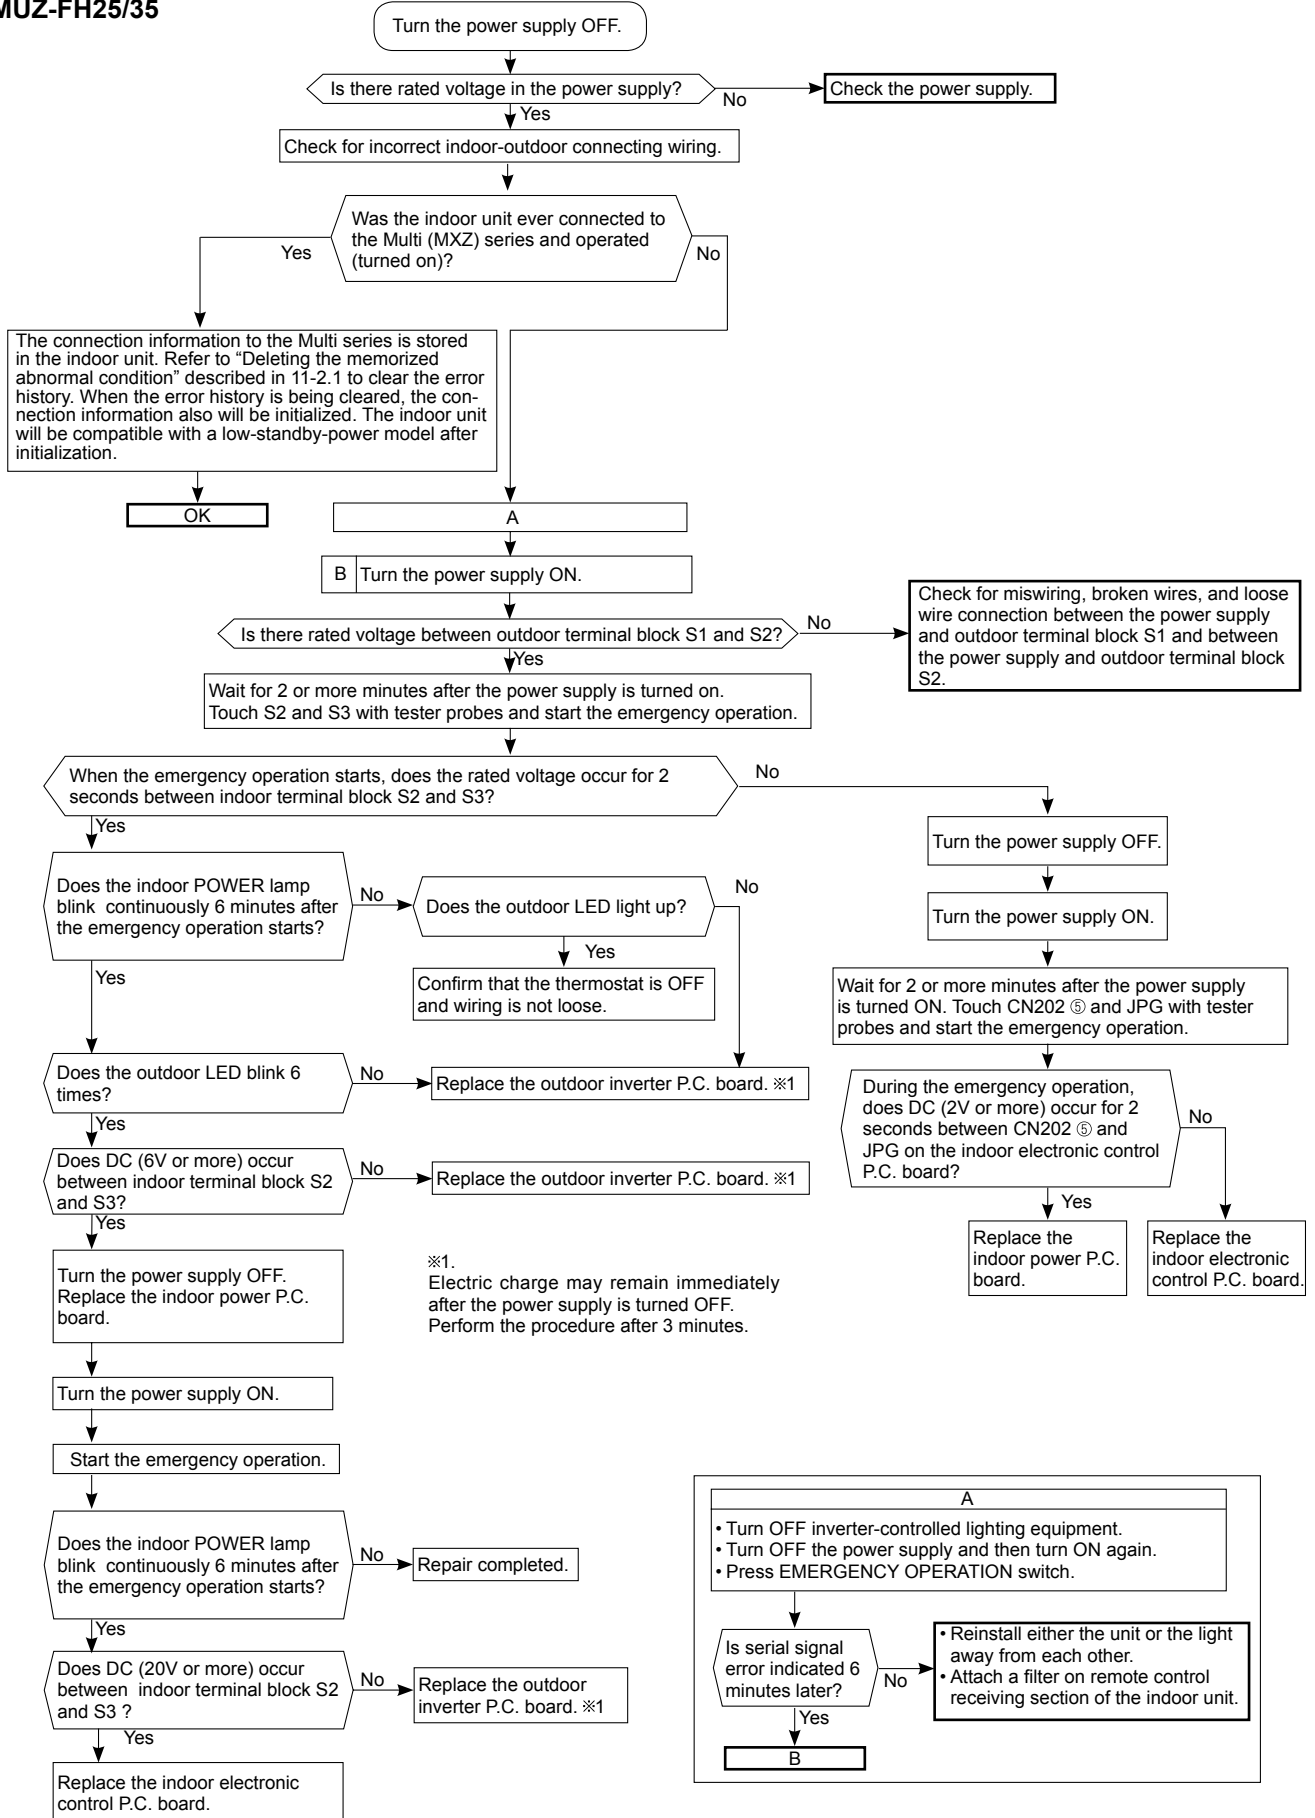 MUZ-FH25/35
Turn the power supply OFF.
Is there rated voltage in the power supply?
No
Check the power supply.
Yes
Check for incorrect indoor-outdoor connecting wiring.
Was the indoor unit ever connected to
the Multi (MXZ) series and operated
(turned on)?
Yes
No
The connection information to the Multi series is stored
in the indoor unit. Refer to “Deleting the memorized
abnormal condition” described in 11-2.1 to clear the error
history. When the error history is being cleared, the con-
nection information also will be initialized. The indoor unit
will be compatible with a low-standby-power model after
initialization.
OK
A
B Turn the power supply ON.
Is there rated voltage between outdoor terminal block S1 and S2?
No
Check for miswiring, broken wires, and loose
wire connection between the power supply
and outdoor terminal block S1 and between
the power supply and outdoor terminal block
S2.
Yes
Wait for 2 or more minutes after the power supply is turned on.
Touch S2 and S3 with tester probes and start the emergency operation.
When the emergency operation starts, does the rated voltage occur for 2
seconds between indoor terminal block S2 and S3?
No
Yes
Turn the power supply OFF.
Turn the power supply ON.
Wait for 2 or more minutes after the power supply
is turned ON. Touch CN202 ⑤ and JPG with tester
probes and start the emergency operation.
During the emergency operation,
does DC (2V or more) occur for 2
seconds between CN202 ⑤ and
JPG on the indoor electronic control
P.C. board?
No
Yes
Replace the
indoor power P.C.
board.
Replace the
indoor electronic
control P.C. board.
Does the indoor POWER lamp
blink  continuously 6 minutes after
the emergency operation starts?
No
Does the outdoor LED light up?
No
Yes
Confirm that the thermostat is OFF
and wiring is not loose.
Yes
Does the outdoor LED blink 6
times?
No
Replace the outdoor inverter P.C. board. ※1
Yes
Does DC (6V or more) occur
between indoor terminal block S2
and S3?
No
Replace the outdoor inverter P.C. board. ※1
Yes
Turn the power supply OFF.
Replace the indoor power P.C.
board.
※1.
Electric charge may remain immediately
after the power supply is turned OFF.
Perform the procedure after 3 minutes.
Turn the power supply ON.
Start the emergency operation.
Does the indoor POWER lamp
blink  continuously 6 minutes after
the emergency operation starts?
No
Repair completed.
Yes
Does DC (20V or more) occur
between  indoor terminal block S2
and S3 ?
No
Replace the outdoor
inverter P.C. board. ※1
Yes
Replace the indoor electronic
control P.C. board.
A
• Turn OFF inverter-controlled lighting equipment.
• Turn OFF the power supply and then turn ON again.
• Press EMERGENCY OPERATION switch.
Is serial signal
error indicated 6
minutes later?
No
• Reinstall either the unit or the light
away from each other.
• Attach a filter on remote control
receiving section of the indoor unit.
Yes
B